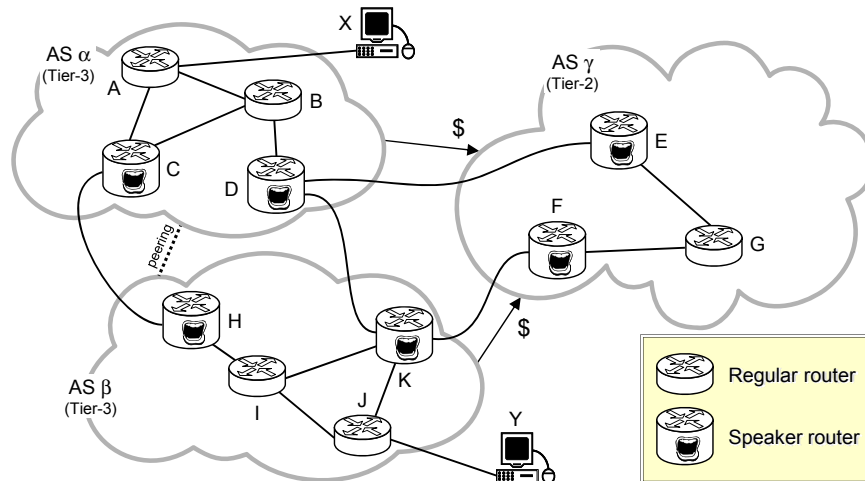 X
AS α
(Tier-3)
A
B
C
D
$
AS γ
(Tier-2)
E
F
G
peering
H
$
AS β
(Tier-3)
I
J
K
Y
Regular router
Speaker router